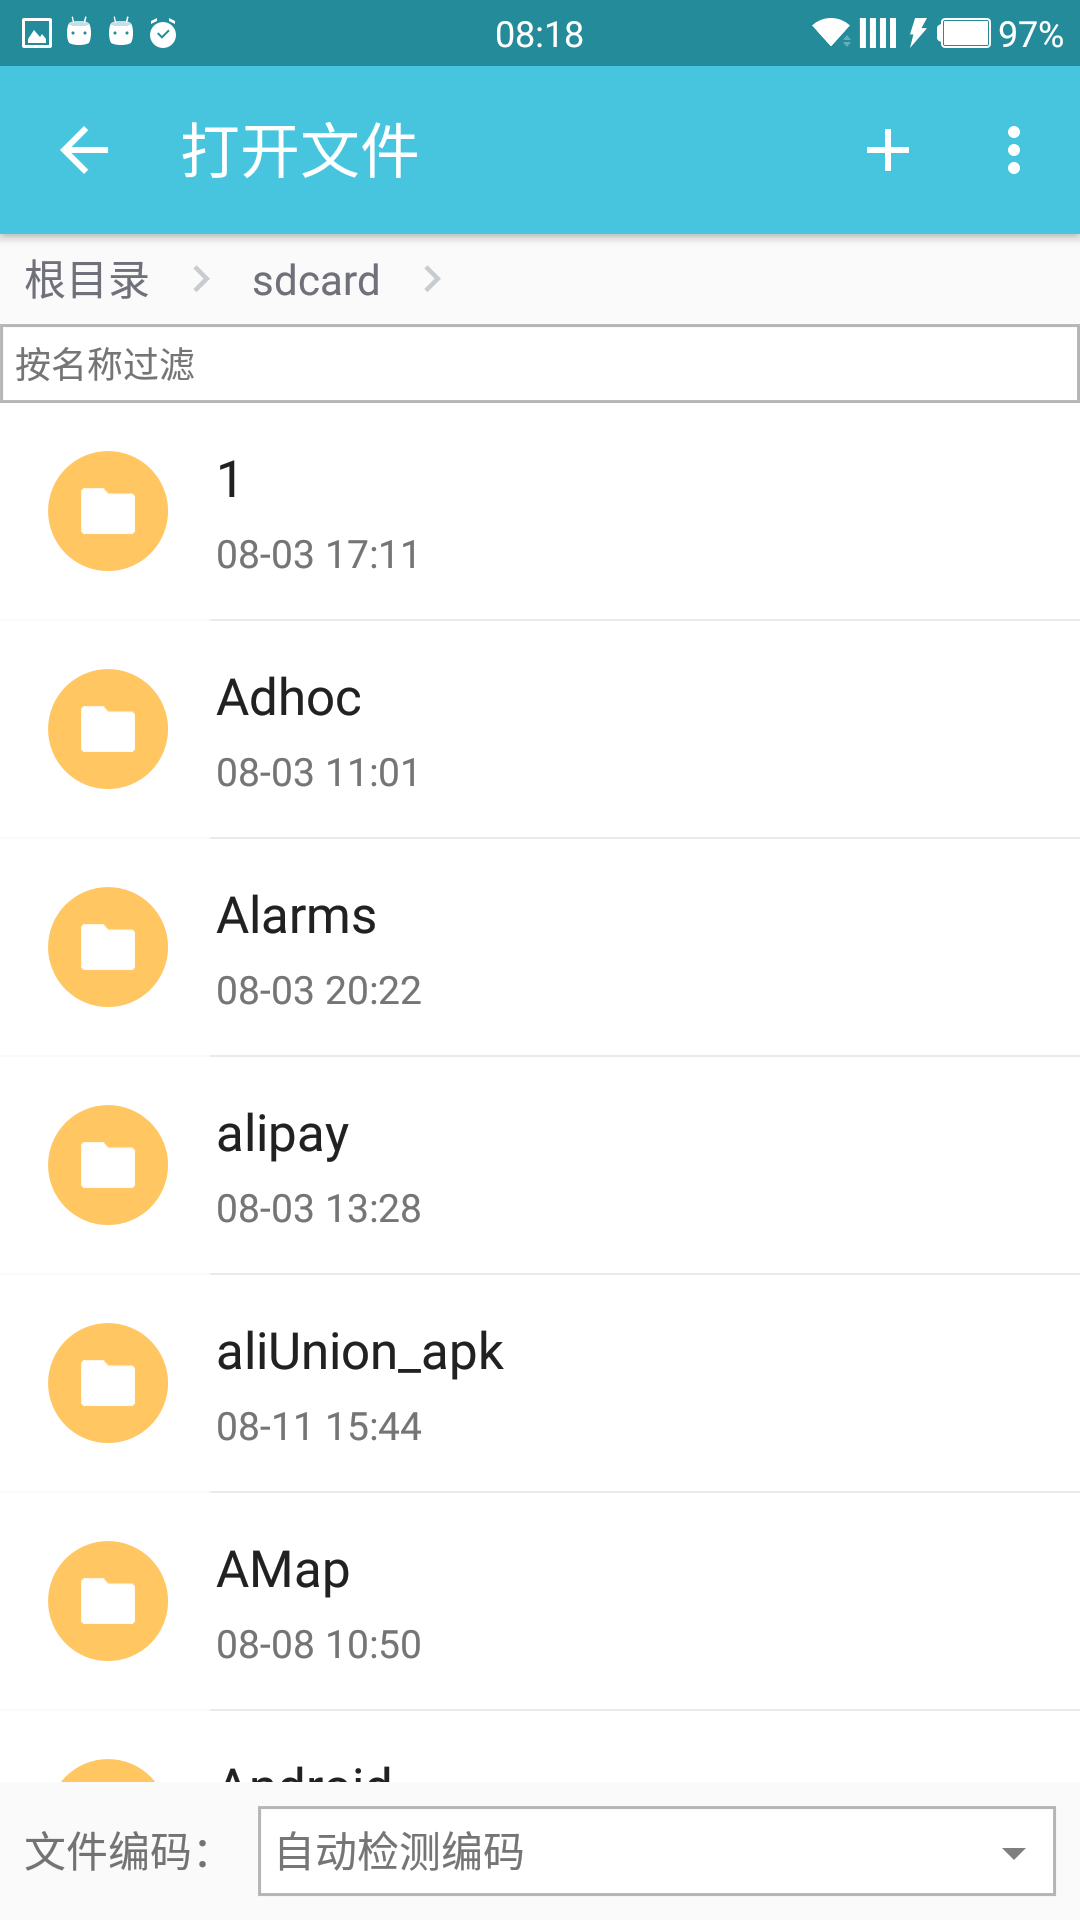 08:18
97%
打开文件
根目录 sdcard
按名称过滤
1
08-03 17:11
Adhoc
08-03 11:01
Alarms
08-03 20:22
alipay
08-03 13:28
aliUnion_apk
08-11 15:44
AMap
08-08 10:50
Android
文件编码： 自动检测编码